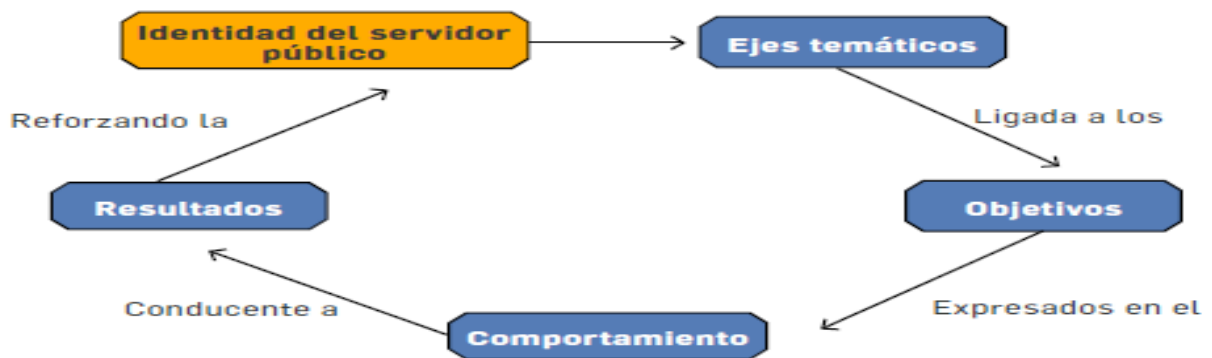 Identidad del servidor
público
Ejes temáticos
Reforzando la
Ligada a los
Resultados
Objetivos
Conducente a
Expresados en el
Comportamiento